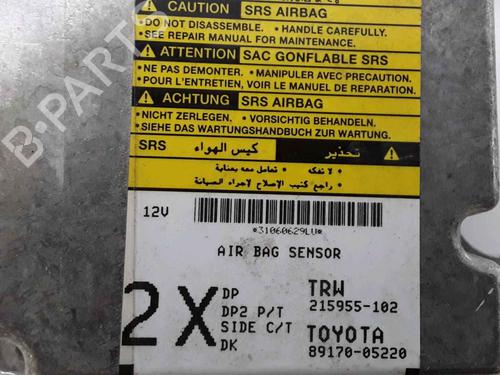 CAUTION SRS AIRBAG
•DO NOT DISASSEMBLE. •HANDLE CAREFULLY.
•SEE REPAIR MANUAL FOR MAINTENANCE.
ATTENTION SAC GONFLABLE SRS
•NE PAS DEMONTER. •MANIPULER AVEC PRECAUTION.
•POUR L'ENTRETIEN, VOIR LE MANUEL DE REPARATION.
ACHTUNG SRS AIRBAG
•NICHT ZERLEGEN. •VORSICHTIG BEHANDELN.
•SIEHE DAS WARTUNGSHANDBUCH ZUR WARTUNG.
تحذير كيس الهواء SRS
• لا تفكه • تعامل معه بعناية
• راجع كتيب الإصلاح لإجراء الصيانة
12V
*31060629LU*
AIR BAG SENSOR
2X
DP TRW
DP2 P/T 215955-102
SIDE C/T TOYOTA
DK 89170-05220
B-PARTS